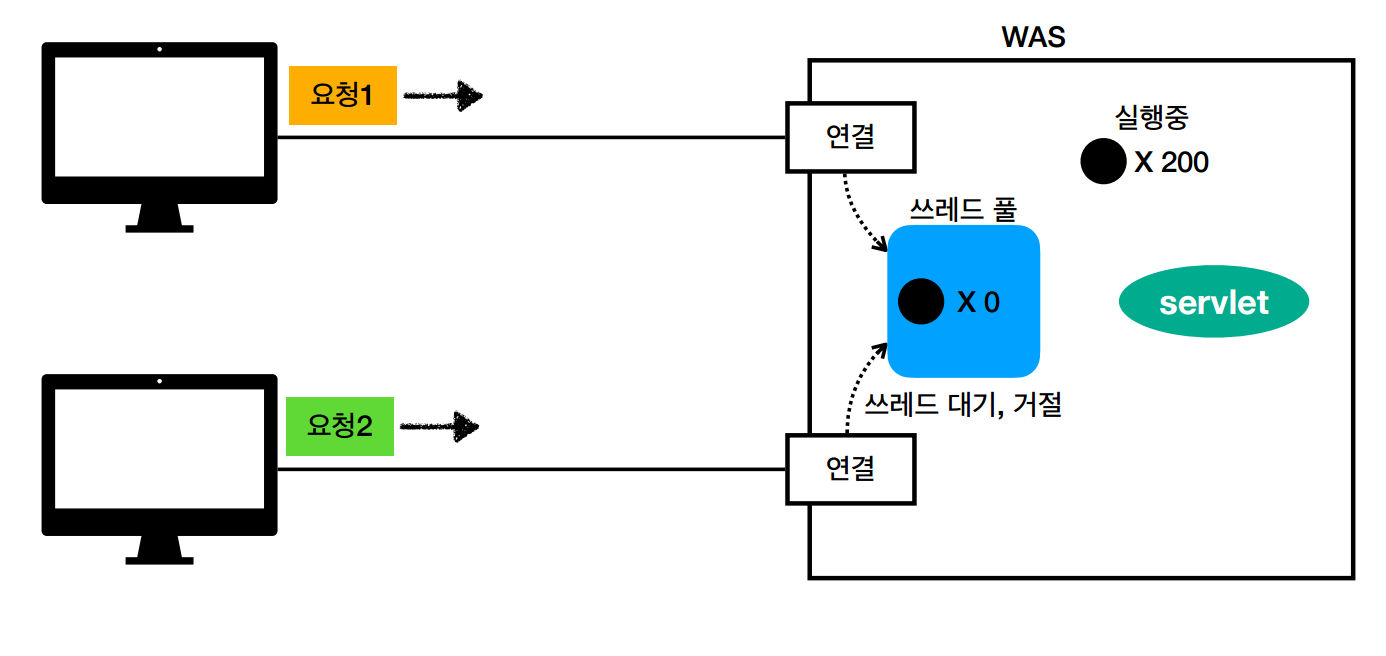 WAS
요청1
연결
실행중
X 200
쓰레드 풀
X 0
servlet
쓰레드 대기, 거절
요청2
연결